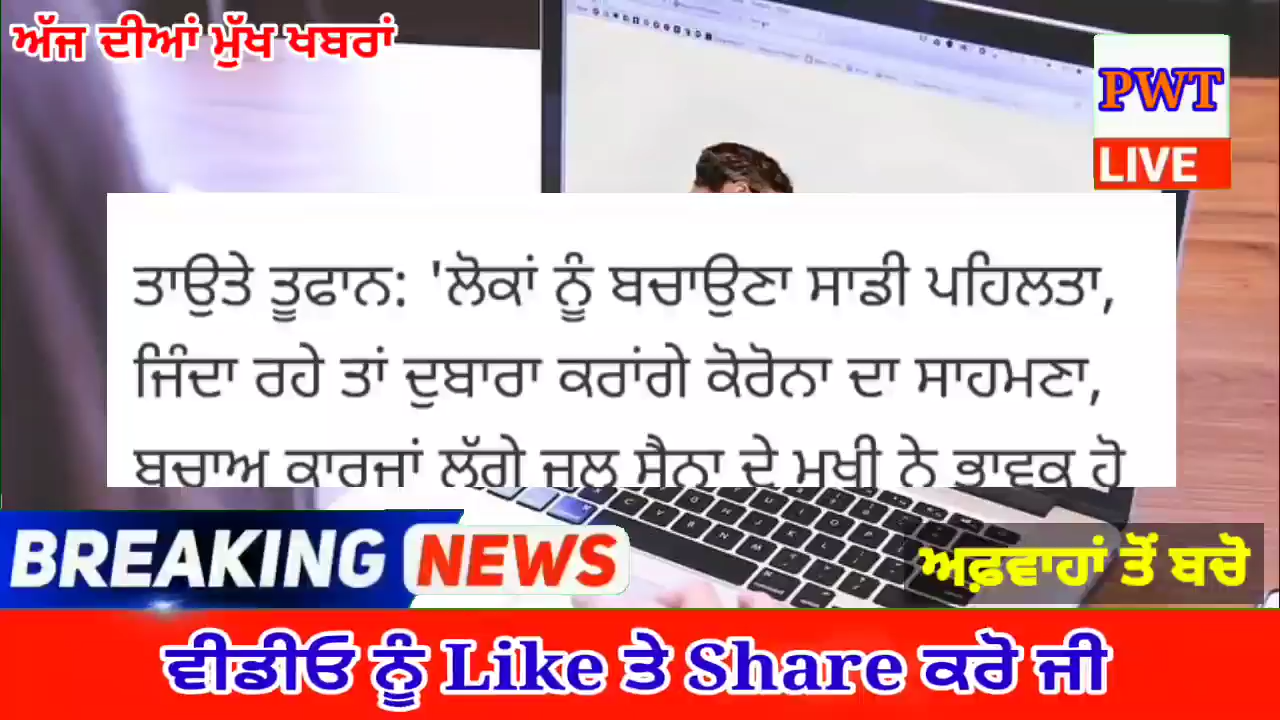 ਅੱਜ ਦੀਆਂ ਮੁੱਖ ਖਬਰਾਂ
PWT
LIVE
ਤਾਉਤੇ ਤੂਫਾਨ: 'ਲੋਕਾਂ ਨੂੰ ਬਚਾਉਣਾ ਸਾਡੀ ਪਹਿਲਤਾ,
ਜਿੰਦਾ ਰਹੇ ਤਾਂ ਦੁਬਾਰਾ ਕਰਾਂਗੇ ਕੋਰੋਨਾ ਦਾ ਸਾਹਮਣਾ,
ਬਚਾਅ ਕਾਰਜਾਂ ਲੱਗੇ ਜਲ ਸੈਨਾ ਦੇ ਮੁਖੀ ਨੇ ਭਾਵੁਕ ਹੋ
BREAKING NEWS
ਅਫ਼ਵਾਹਾਂ ਤੋਂ ਬਚੋ
ਵੀਡੀਓ ਨੂੰ Like ਤੇ Share ਕਰੋ ਜੀ